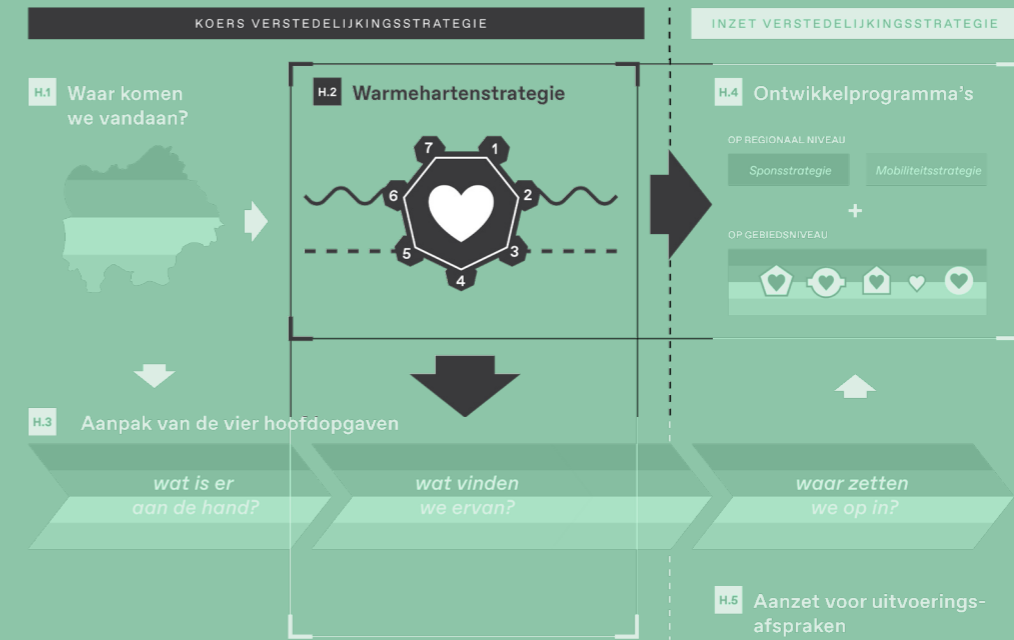 KOERS VERSTEDELIJKINGSSTRATEGIE
INZET VERSTEDELIJKINGSSTRATEGIE
H.1 Waar komen
we vandaan?
H.2 Warmehartenstrategie
7
1
6
2
5
3
4
H.4 Ontwikkelprogramma's
OP REGIONAAL NIVEAU
Sponsstrategie
Mobiliteitsstrategie
+
OP GEBIEDSNIVEAU
H.3 Aanpak van de vier hoofdopgaven
wat is er
aan de hand?
wat vinden
we ervan?
waar zetten
we op in?
H.5 Aanzet voor uitvoerings-
afspraken